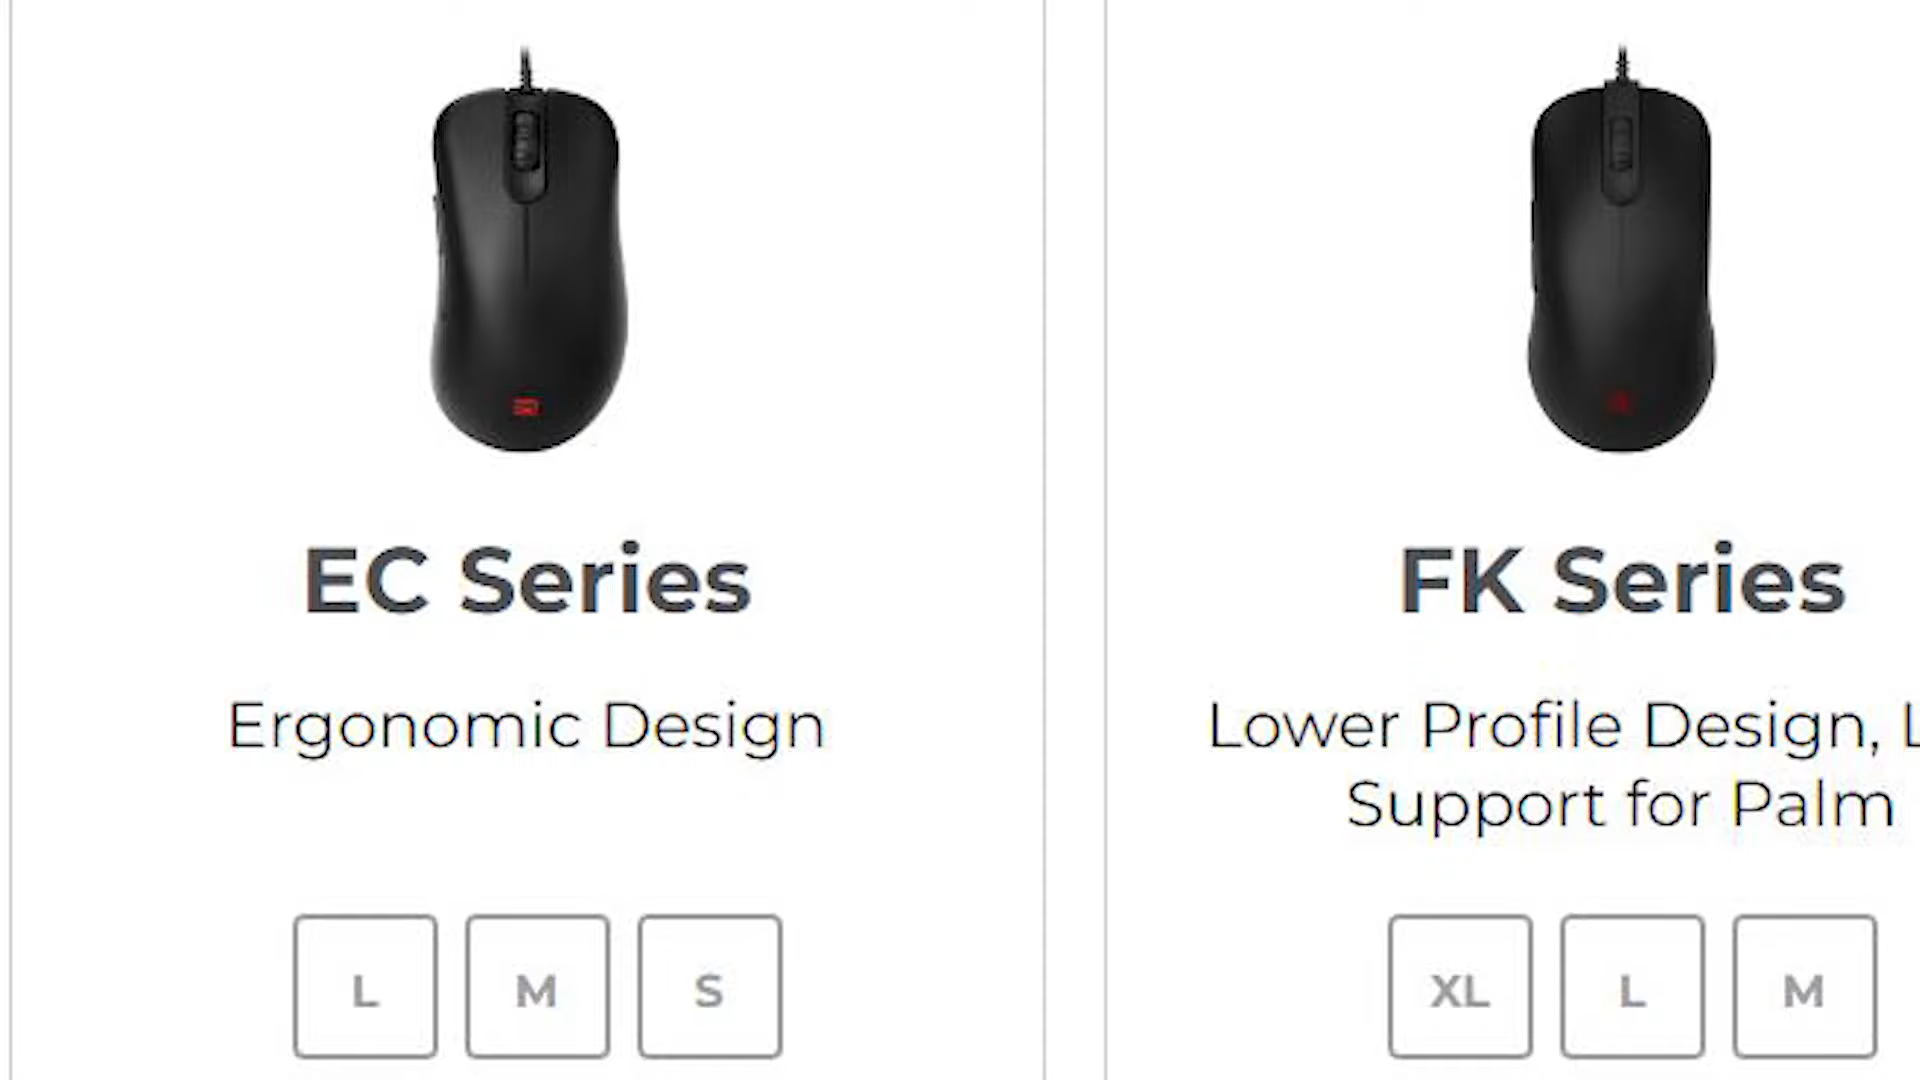 EC Series
Ergonomic Design
L M S
FK Series
Lower Profile Design,
Support for Palm
XL L M